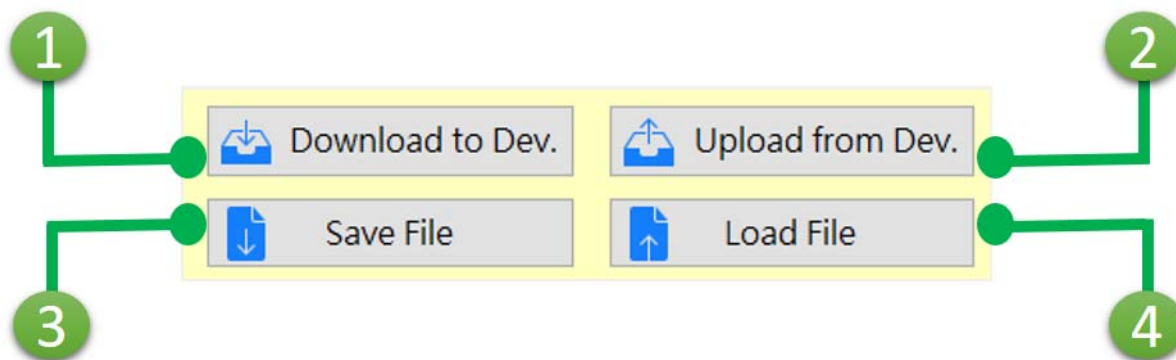 1
2
Download to Dev.
Upload from Dev.
Save File
Load File
3
4